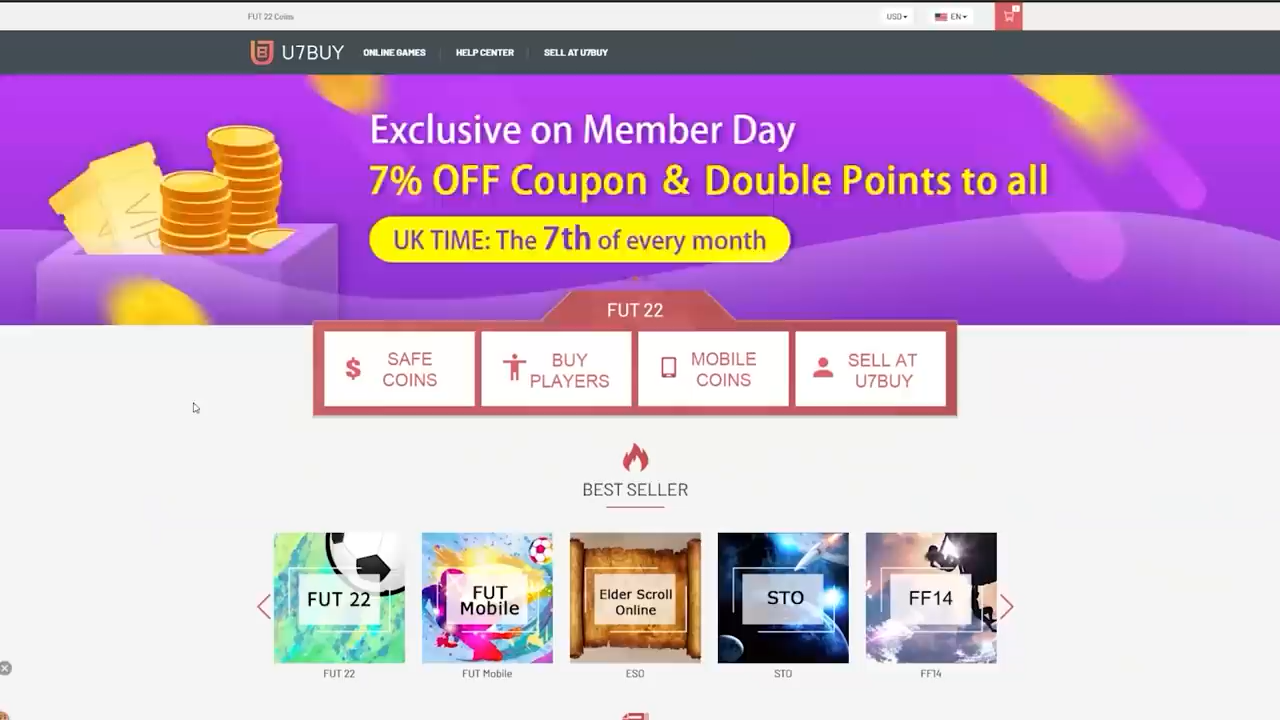 FUT 22 Coins
USD
EN
U7BUY
ONLINE GAMES
HELP CENTER
SELL AT U7BUY
Exclusive on Member Day
7% OFF Coupon & Double Points to all
UK TIME: The 7th of every month
VIP
FUT 22
SAFE
COINS
BUY
PLAYERS
MOBILE
COINS
SELL AT
U7BUY
BEST SELLER
FUT 22
FUT
Mobile
Elder Scroll
Online
STO
FF14
FUT 22
FUT Mobile
ESO
STO
FF14